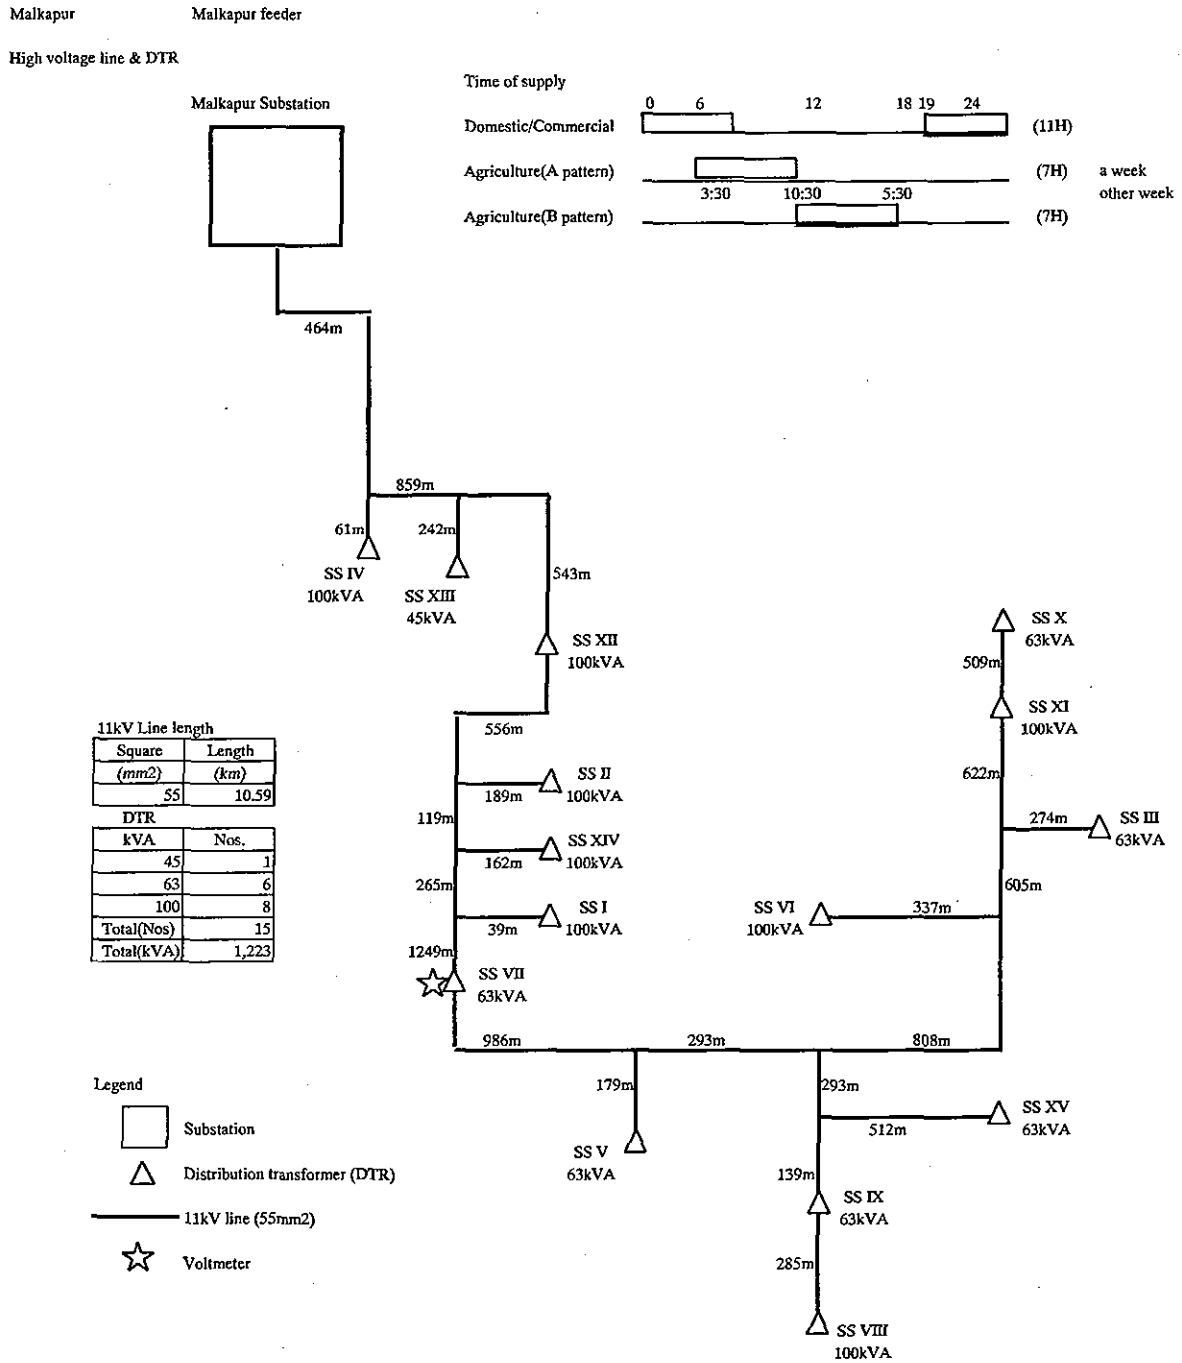 Malkapur Malkapur feeder
High voltage line & DTR
Malkapur Substation
Time of supply
0 6 12 18 19 24
Domestic/Commercial (11H)
Agriculture(A pattern) (7H) a week
3:30 10:30 5:30 other week
Agriculture(B pattern) (7H)
464m
859m
61m
242m
SS IV
100kVA
SS XIII
45kVA
543m
SS XII
100kVA
556m
SS X
63kVA
509m
SS XI
100kVA
622m
274m
SS III
63kVA
605m
SS VI
100kVA
337m
11kV Line length
Square Length
(mm2) (km)
55 10.59
DTR
kVA Nos.
45 1
63 6
100 8
Total(Nos) 15
Total(kVA) 1,223
SS II
100kVA
189m
119m
SS XIV
100kVA
162m
265m
SS I
100kVA
39m
1249m
SS VII
63kVA
986m 293m 808m
179m
SS V
63kVA
293m
SS XV
63kVA
512m
139m
SS IX
63kVA
285m
SS VIII
100kVA
Legend
Substation
Distribution transformer (DTR)
11kV line (55mm2)
Voltmeter